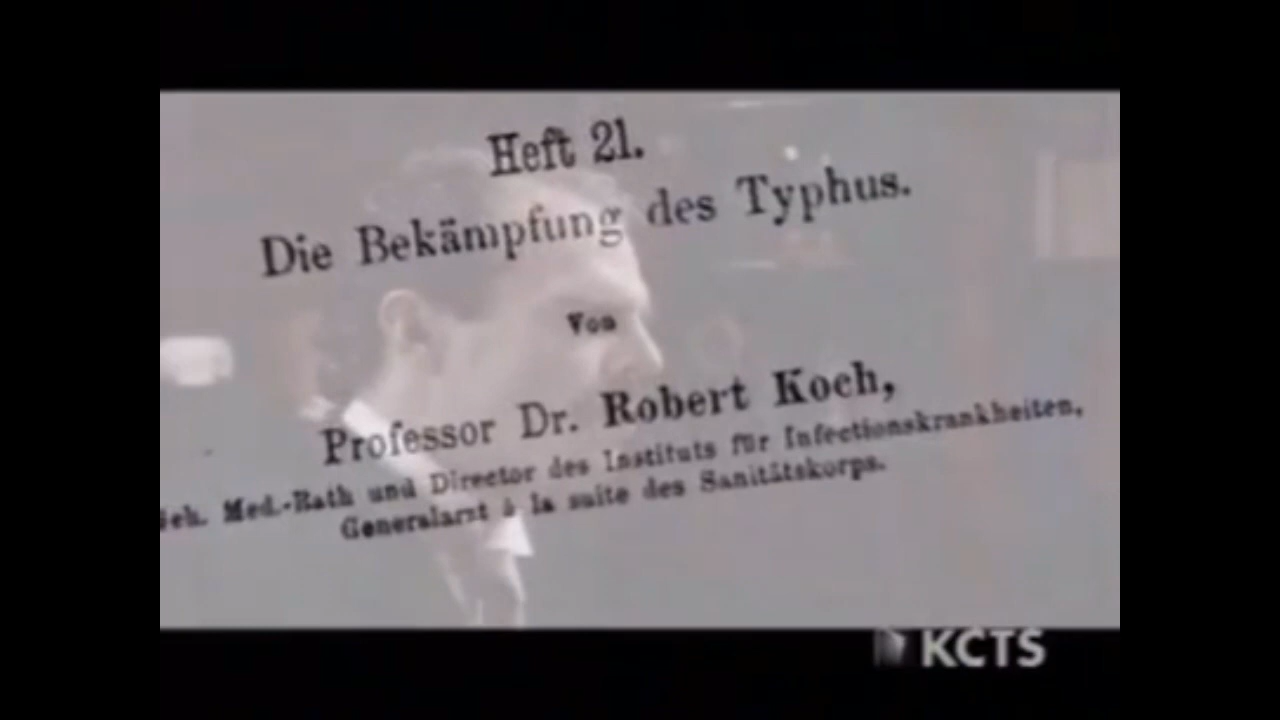 Heft 21.
Die Bekämpfung des Typhus.
Von
Professor Dr. Robert Koch,
Geh. Med.-Rath und Director des Instituts für Infectionskrankheiten,
Generalarzt à la suite des Sanitätskorps.
KCTS